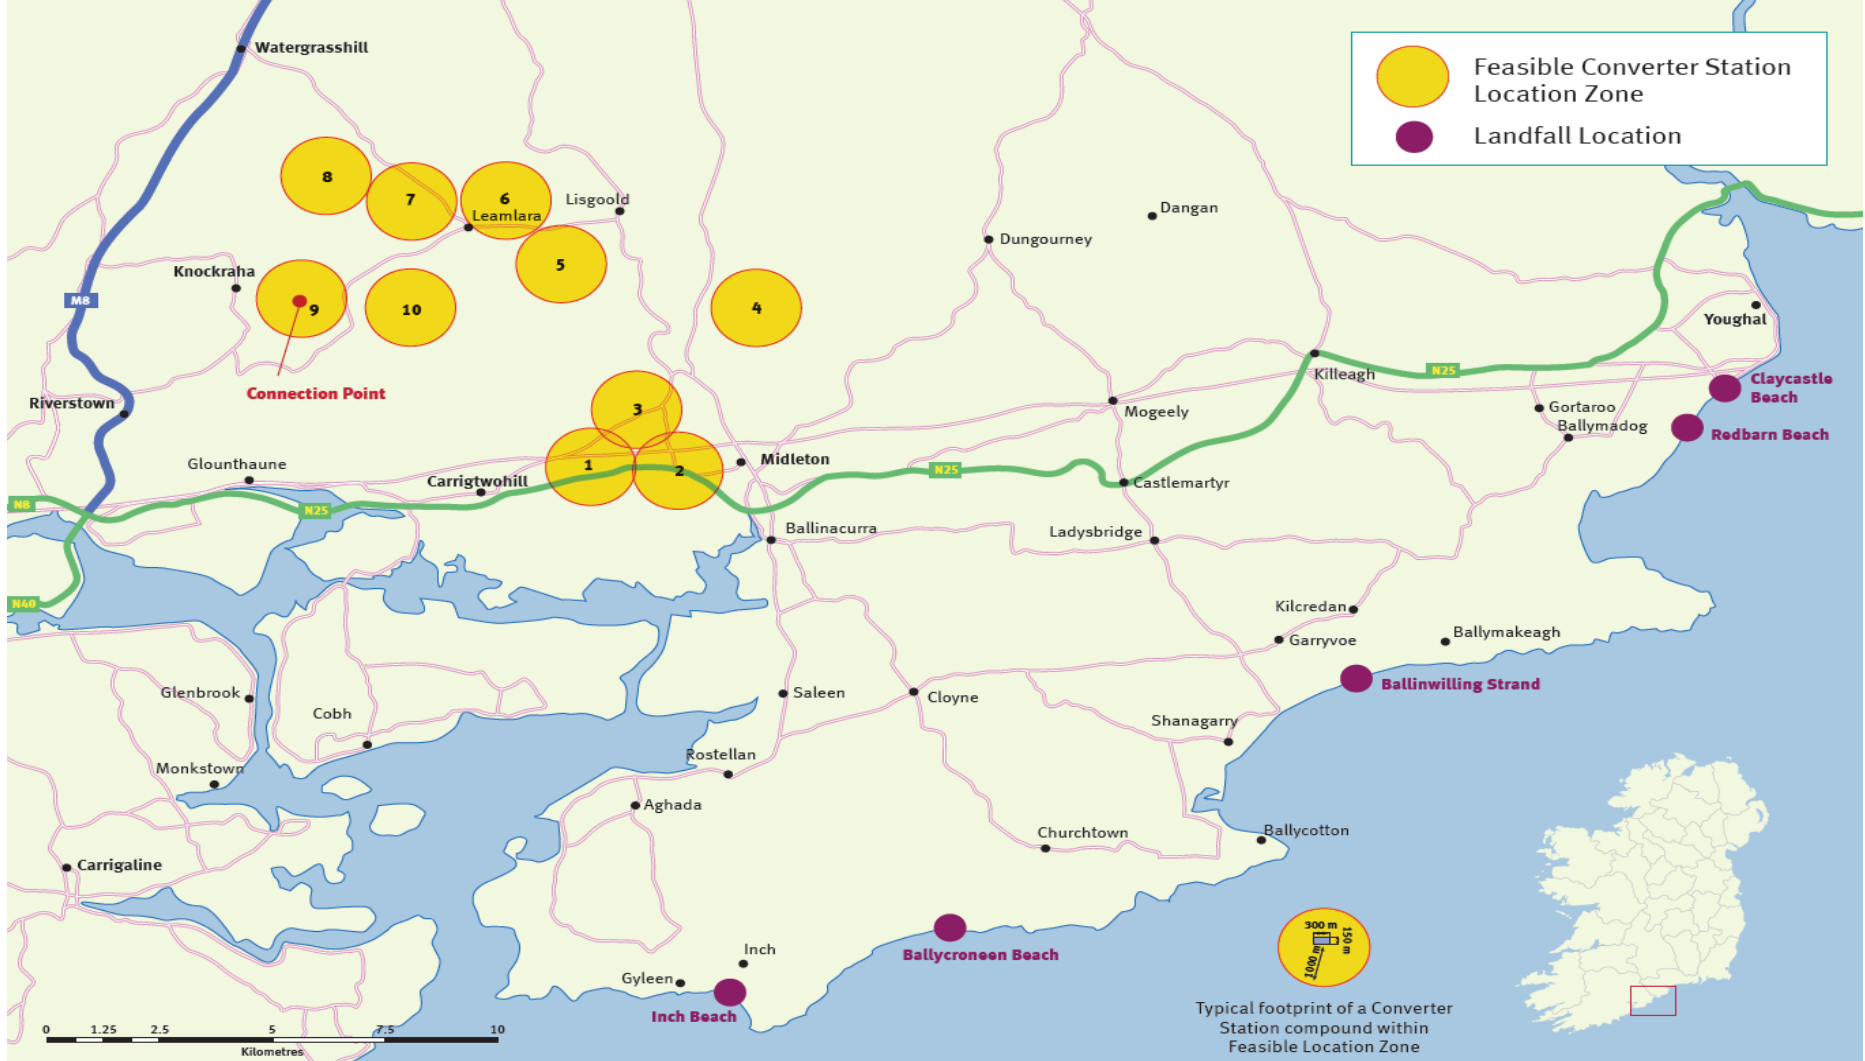 Watergrasshill
Feasible Converter Station
Location Zone
Landfall Location
8
7
6
Leamlara
Lisgoold
Dangan
Dungourney
Knockraha
5
M8
9
10
4
Youghal
Connection Point
Killeagh
N25
Claycastle
Beach
Riverstown
3
Mogeely
Gortaroo
Ballymadog
Redbarn Beach
Glounthaune
1
2
Midleton
Carrigtwohill
N25
Castlemartyr
N8
N25
Ballinacurra
Ladysbridge
N40
Kilcredan
Garryvoe
Ballymakeagh
Glenbrook
Saleen
Cloyne
Ballinwilling Strand
Cobh
Shanagarry
Monkstown
Rostellan
Aghada
Churchtown
Ballycotton
Carrigaline
300 m
150 m
1000 m
Ballycroneen Beach
Inch
Gyleen
Inch Beach
Typical footprint of a Converter
Station compound within
Feasible Location Zone
0 1.25 2.5 5 7.5 10
Kilometres